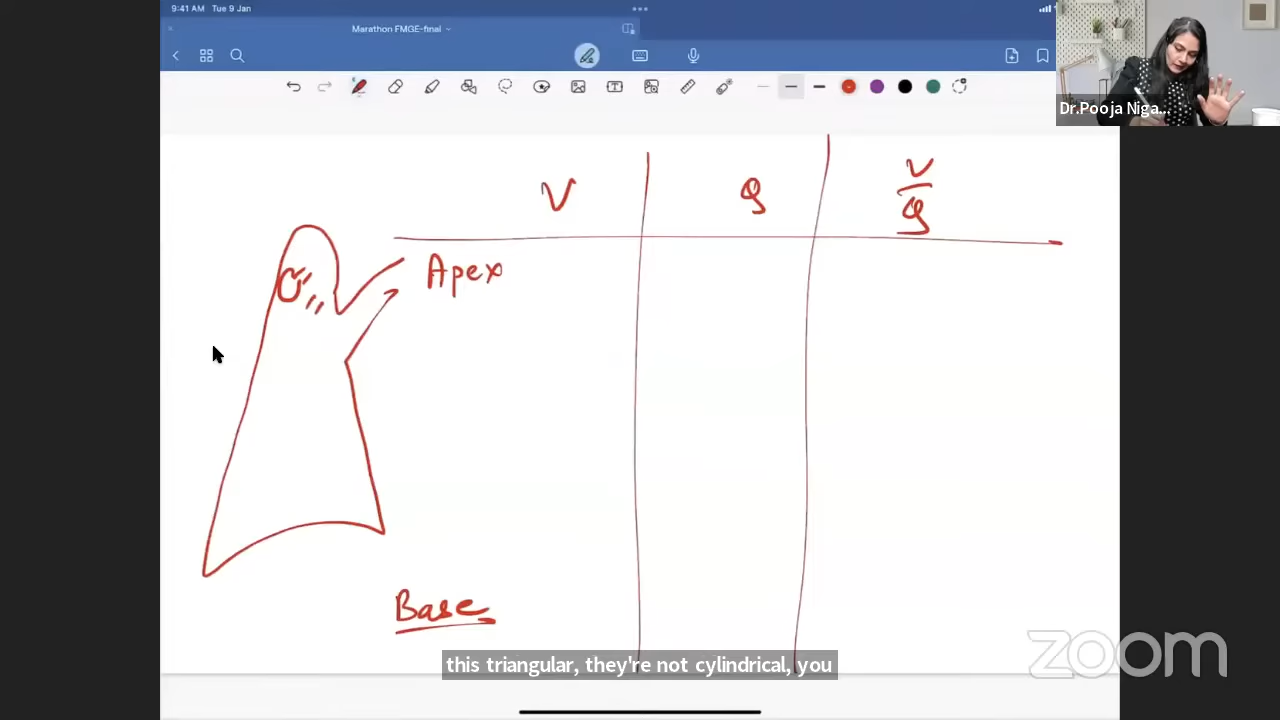 9:41 AM Tue 9 Jan
Marathon FMGE-final
Dr.Pooja Niga...
V
Q
V
Q
Apex
Base
this triangular, they're not cylindrical, you
zoom